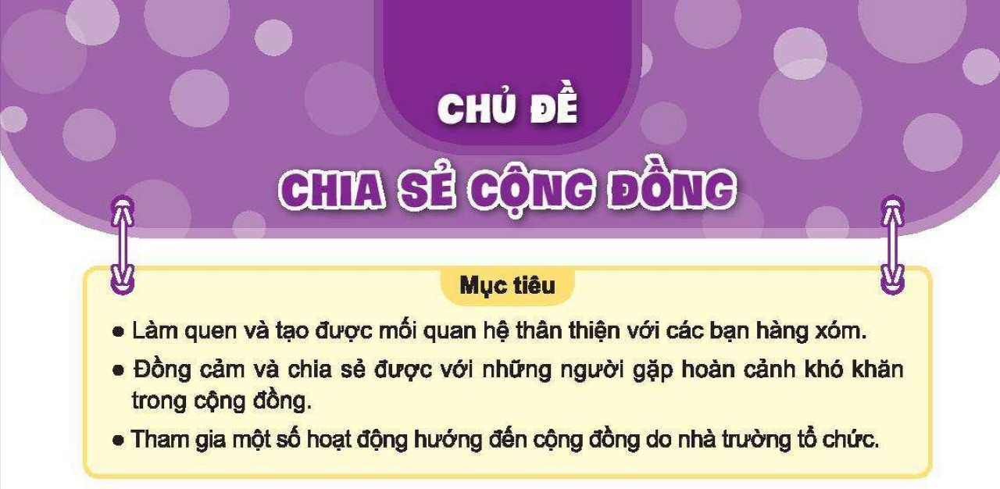 CHỦ ĐỀ
CHIA SẺ CỘNG ĐỒNG
Mục tiêu
● Làm quen và tạo được mối quan hệ thân thiện với các bạn hàng xóm.
● Đồng cảm và chia sẻ được với những người gặp hoàn cảnh khó khăn
trong cộng đồng.
● Tham gia một số hoạt động hướng đến cộng đồng do nhà trường tổ chức.